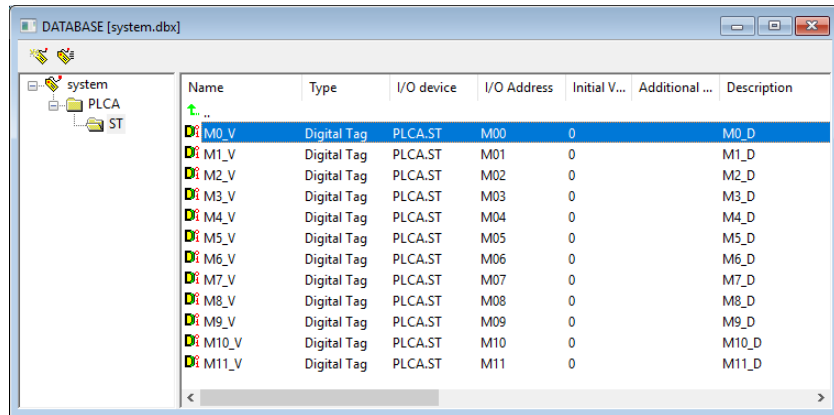 DATABASE [system.dbx]
system
PLCA
ST
Name Type I/O device I/O Address Initial V... Additional ... Description
..
M0_V Digital Tag PLCA.ST M00 0 M0_D
M1_V Digital Tag PLCA.ST M01 0 M1_D
M2_V Digital Tag PLCA.ST M02 0 M2_D
M3_V Digital Tag PLCA.ST M03 0 M3_D
M4_V Digital Tag PLCA.ST M04 0 M4_D
M5_V Digital Tag PLCA.ST M05 0 M5_D
M6_V Digital Tag PLCA.ST M06 0 M6_D
M7_V Digital Tag PLCA.ST M07 0 M7_D
M8_V Digital Tag PLCA.ST M08 0 M8_D
M9_V Digital Tag PLCA.ST M09 0 M9_D
M10_V Digital Tag PLCA.ST M10 0 M10_D
M11_V Digital Tag PLCA.ST M11 0 M11_D